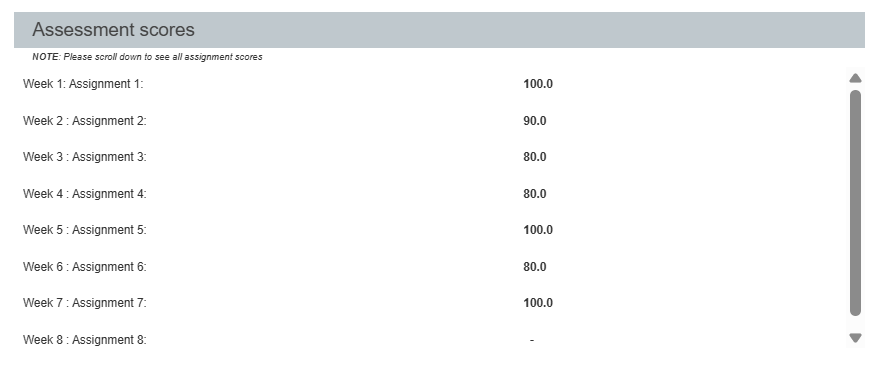 Assessment scores
NOTE: Please scroll down to see all assignment scores
Week 1: Assignment 1: 100.0
Week 2 : Assignment 2: 90.0
Week 3 : Assignment 3: 80.0
Week 4 : Assignment 4: 80.0
Week 5 : Assignment 5: 100.0
Week 6 : Assignment 6: 80.0
Week 7 : Assignment 7: 100.0
Week 8 : Assignment 8: -